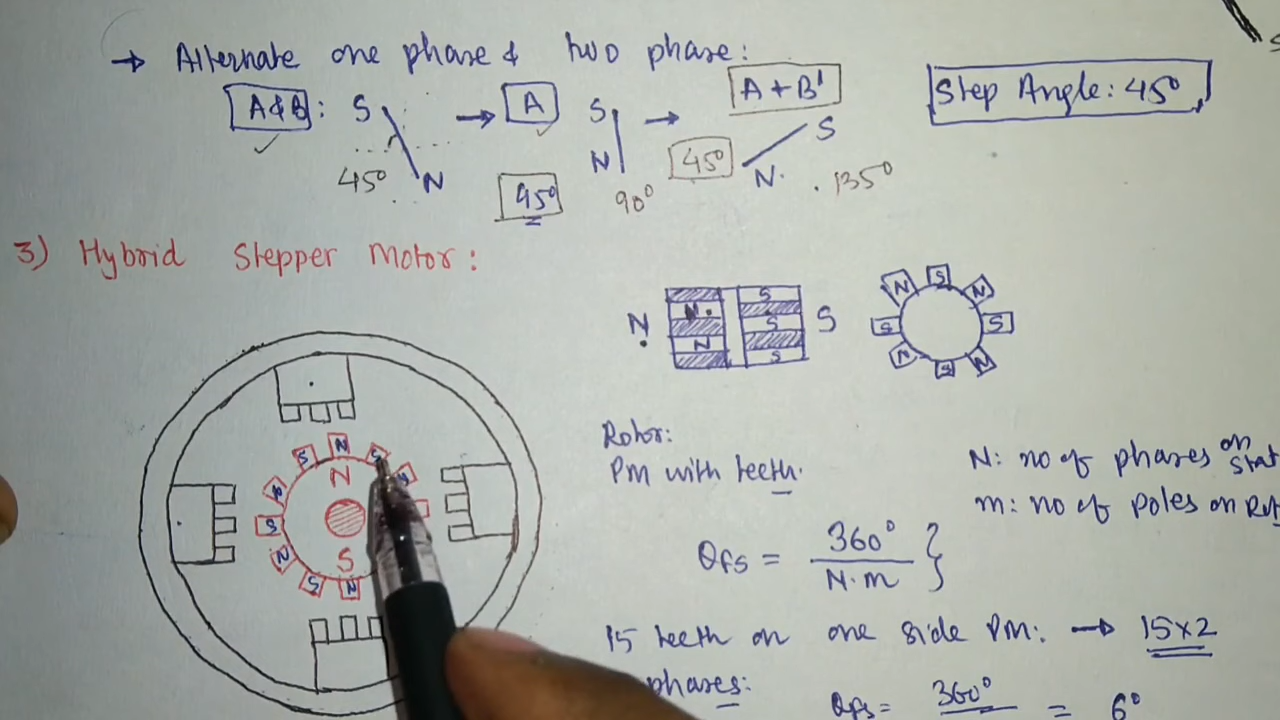 → Alternate one phase & two phase:
A&B : S N 45° → A S N 90° → A + B' S N 135°
45° 45°
Step Angle: 45°
3) Hybrid Stepper Motor:
N N N S S S S
N S N S N S N S
S N S N
N
N
S S
N
S N
S
Rotor:
PM with teeth.
N: no of phases on
m: no of poles on
θfs = 360° / N·m }
15 teeth on one side PM: → 15×2
phases:
θfs = 360° = 6°